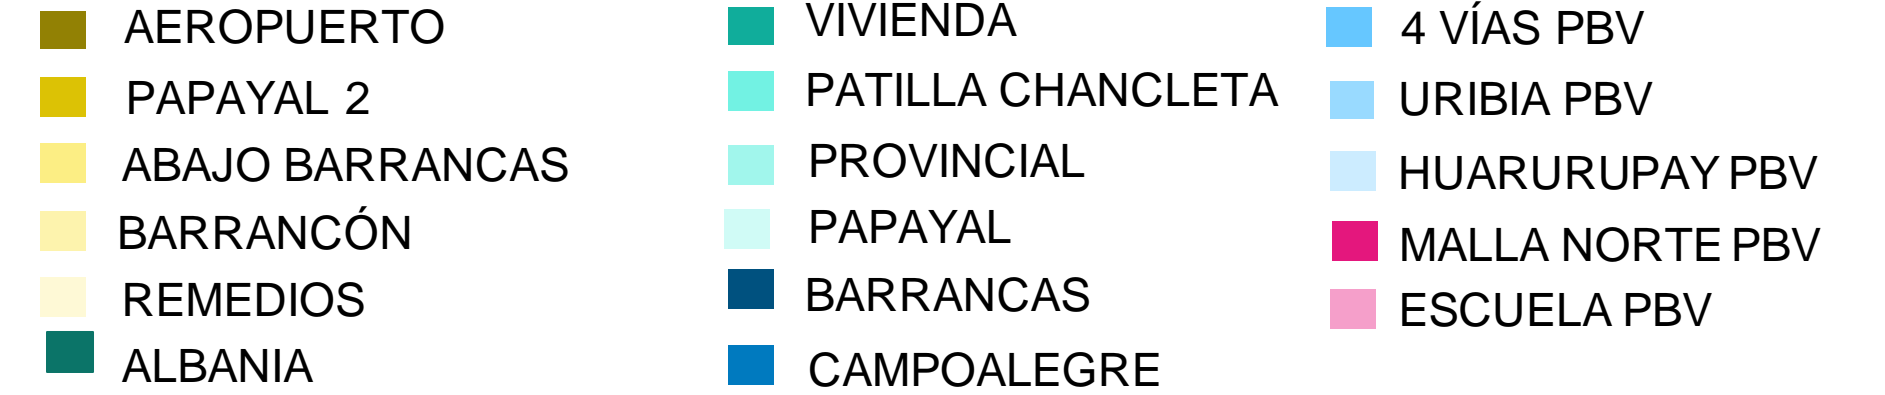 AEROPUERTO
PAPAYAL 2
ABAJO BARRANCAS
BARRANCÓN
REMEDIOS
ALBANIA
VIVIENDA
PATILLA CHANCLETA
PROVINCIAL
PAPAYAL
BARRANCAS
CAMPOALEGRE
4 VÍAS PBV
URIBIA PBV
HUARURUPAY PBV
MALLA NORTE PBV
ESCUELA PBV